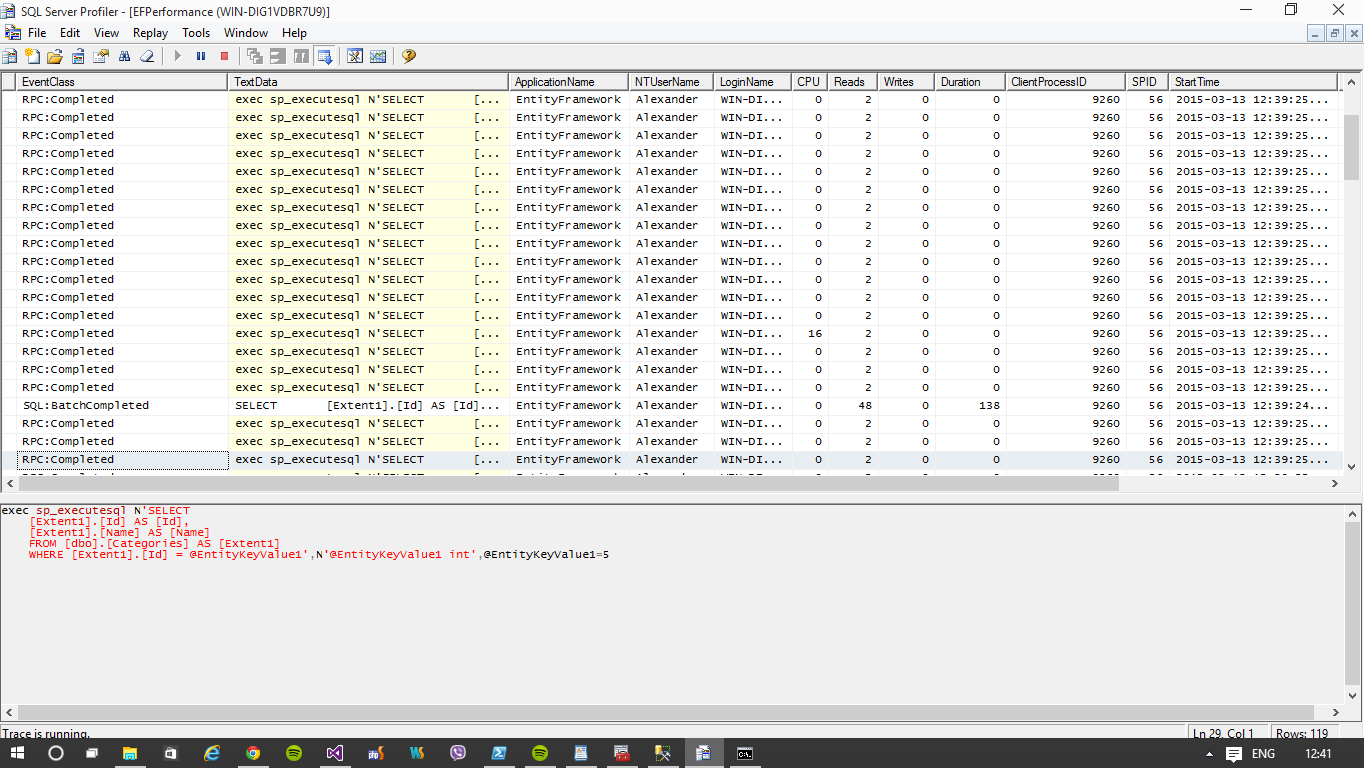 SQL Server Profiler - [EFPerformance (WIN-DIG1VDBR7U9)]
File Edit View Replay Tools Window Help
EventClass TextData ApplicationName NTUserName LoginName CPU Reads Writes Duration ClientProcessID SPID StartTime
RPC:Completed exec sp_executesql N'SELECT [... EntityFramework Alexander WIN-DI... 0 2 0 0 9260 56 2015-03-13 12:39:25...
RPC:Completed exec sp_executesql N'SELECT [... EntityFramework Alexander WIN-DI... 0 2 0 0 9260 56 2015-03-13 12:39:25...
RPC:Completed exec sp_executesql N'SELECT [... EntityFramework Alexander WIN-DI... 0 2 0 0 9260 56 2015-03-13 12:39:25...
RPC:Completed exec sp_executesql N'SELECT [... EntityFramework Alexander WIN-DI... 0 2 0 0 9260 56 2015-03-13 12:39:25...
RPC:Completed exec sp_executesql N'SELECT [... EntityFramework Alexander WIN-DI... 0 2 0 0 9260 56 2015-03-13 12:39:25...
RPC:Completed exec sp_executesql N'SELECT [... EntityFramework Alexander WIN-DI... 0 2 0 0 9260 56 2015-03-13 12:39:25...
RPC:Completed exec sp_executesql N'SELECT [... EntityFramework Alexander WIN-DI... 0 2 0 0 9260 56 2015-03-13 12:39:25...
RPC:Completed exec sp_executesql N'SELECT [... EntityFramework Alexander WIN-DI... 0 2 0 0 9260 56 2015-03-13 12:39:25...
RPC:Completed exec sp_executesql N'SELECT [... EntityFramework Alexander WIN-DI... 0 2 0 0 9260 56 2015-03-13 12:39:25...
RPC:Completed exec sp_executesql N'SELECT [... EntityFramework Alexander WIN-DI... 0 2 0 0 9260 56 2015-03-13 12:39:25...
RPC:Completed exec sp_executesql N'SELECT [... EntityFramework Alexander WIN-DI... 0 2 0 0 9260 56 2015-03-13 12:39:25...
RPC:Completed exec sp_executesql N'SELECT [... EntityFramework Alexander WIN-DI... 0 2 0 0 9260 56 2015-03-13 12:39:25...
RPC:Completed exec sp_executesql N'SELECT [... EntityFramework Alexander WIN-DI... 0 2 0 0 9260 56 2015-03-13 12:39:25...
RPC:Completed exec sp_executesql N'SELECT [... EntityFramework Alexander WIN-DI... 16 2 0 0 9260 56 2015-03-13 12:39:25...
RPC:Completed exec sp_executesql N'SELECT [... EntityFramework Alexander WIN-DI... 0 2 0 0 9260 56 2015-03-13 12:39:25...
RPC:Completed exec sp_executesql N'SELECT [... EntityFramework Alexander WIN-DI... 0 2 0 0 9260 56 2015-03-13 12:39:25...
RPC:Completed exec sp_executesql N'SELECT [... EntityFramework Alexander WIN-DI... 0 2 0 0 9260 56 2015-03-13 12:39:25...
SQL:BatchCompleted SELECT [Extent1].[Id] AS [Id]... EntityFramework Alexander WIN-DI... 0 48 0 138 9260 56 2015-03-13 12:39:24...
RPC:Completed exec sp_executesql N'SELECT [... EntityFramework Alexander WIN-DI... 0 2 0 0 9260 56 2015-03-13 12:39:25...
RPC:Completed exec sp_executesql N'SELECT [... EntityFramework Alexander WIN-DI... 0 2 0 0 9260 56 2015-03-13 12:39:25...
RPC:Completed exec sp_executesql N'SELECT [... EntityFramework Alexander WIN-DI... 0 2 0 0 9260 56 2015-03-13 12:39:25...
exec sp_executesql N'SELECT
[Extent1].[Id] AS [Id],
[Extent1].[Name] AS [Name]
FROM [dbo].[Categories] AS [Extent1]
WHERE [Extent1].[Id] = @EntityKeyValue1',N'@EntityKeyValue1 int',@EntityKeyValue1=5
Trace is running. Ln 29, Col 1 Rows: 119
ENG 12:41